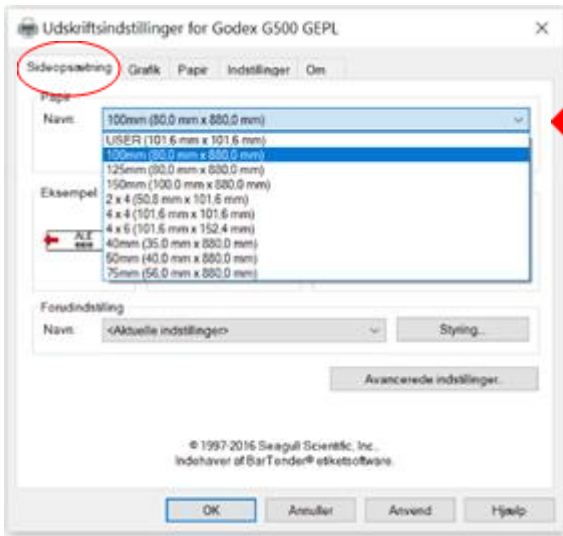 Udskriftsindstillinger for Godex G500 GEPL
Sideopsætning Grafik Papir Indstillinger Om
Papir
Navn: 100mm (80,0 mm x 880,0 mm)
USER (101,6 mm x 101,6 mm)
100mm (80,0 mm x 880,0 mm)
125mm (80,0 mm x 880,0 mm)
150mm (100,0 mm x 880,0 mm)
2 x 4 (50,8 mm x 101,6 mm)
Eksempel
4 x 4 (101,6 mm x 101,6 mm)
4 x 6 (101,6 mm x 152,4 mm)
40mm (35,0 mm x 880,0 mm)
50mm (40,0 mm x 880,0 mm)
75mm (56,0 mm x 880,0 mm)
Forudindstilling
Navn: <Aktuelle indstillinger> Styring...
Avancerede indstillinger...
© 1997-2016 Seagull Scientific, Inc.,
Indehaver af BarTender® etiketsoftware.
OK Annuller Anvend Hjælp